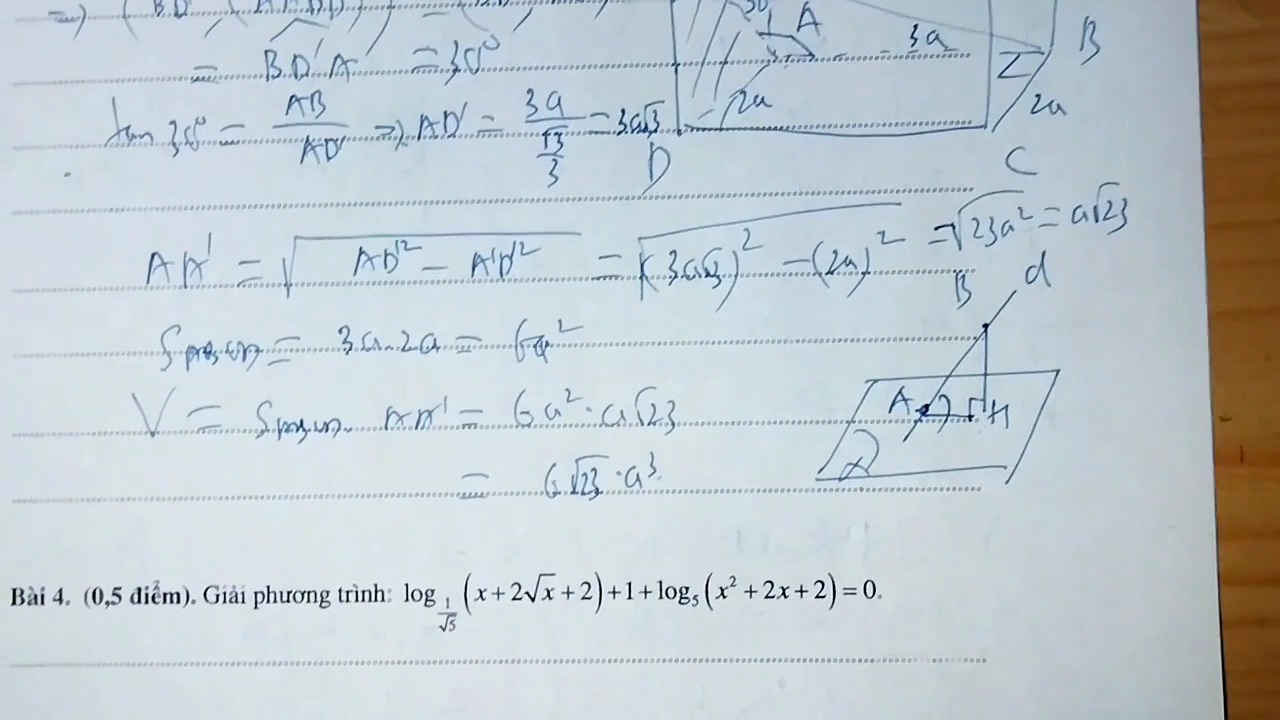 = BD'A' = 30°
tan 30° = AB / AD' => AD' = 3a / (√3/3) = 3a√3
A
3a
B
2a
2a
D
C
AA' = √(AD'² - A'D'²) = √((3a√3)² - (2a)²) = √(23a²) = a√23
B
d
A
H
α
= 3a.2a = 6a²
V = AA' = 6a² . a√23
= 6√23 . a³
Bài 4. (0,5 điểm). Giải phương trình: log_{1/√5}(x + 2√x + 2) + 1 + log₅(x² + 2x + 2) = 0.